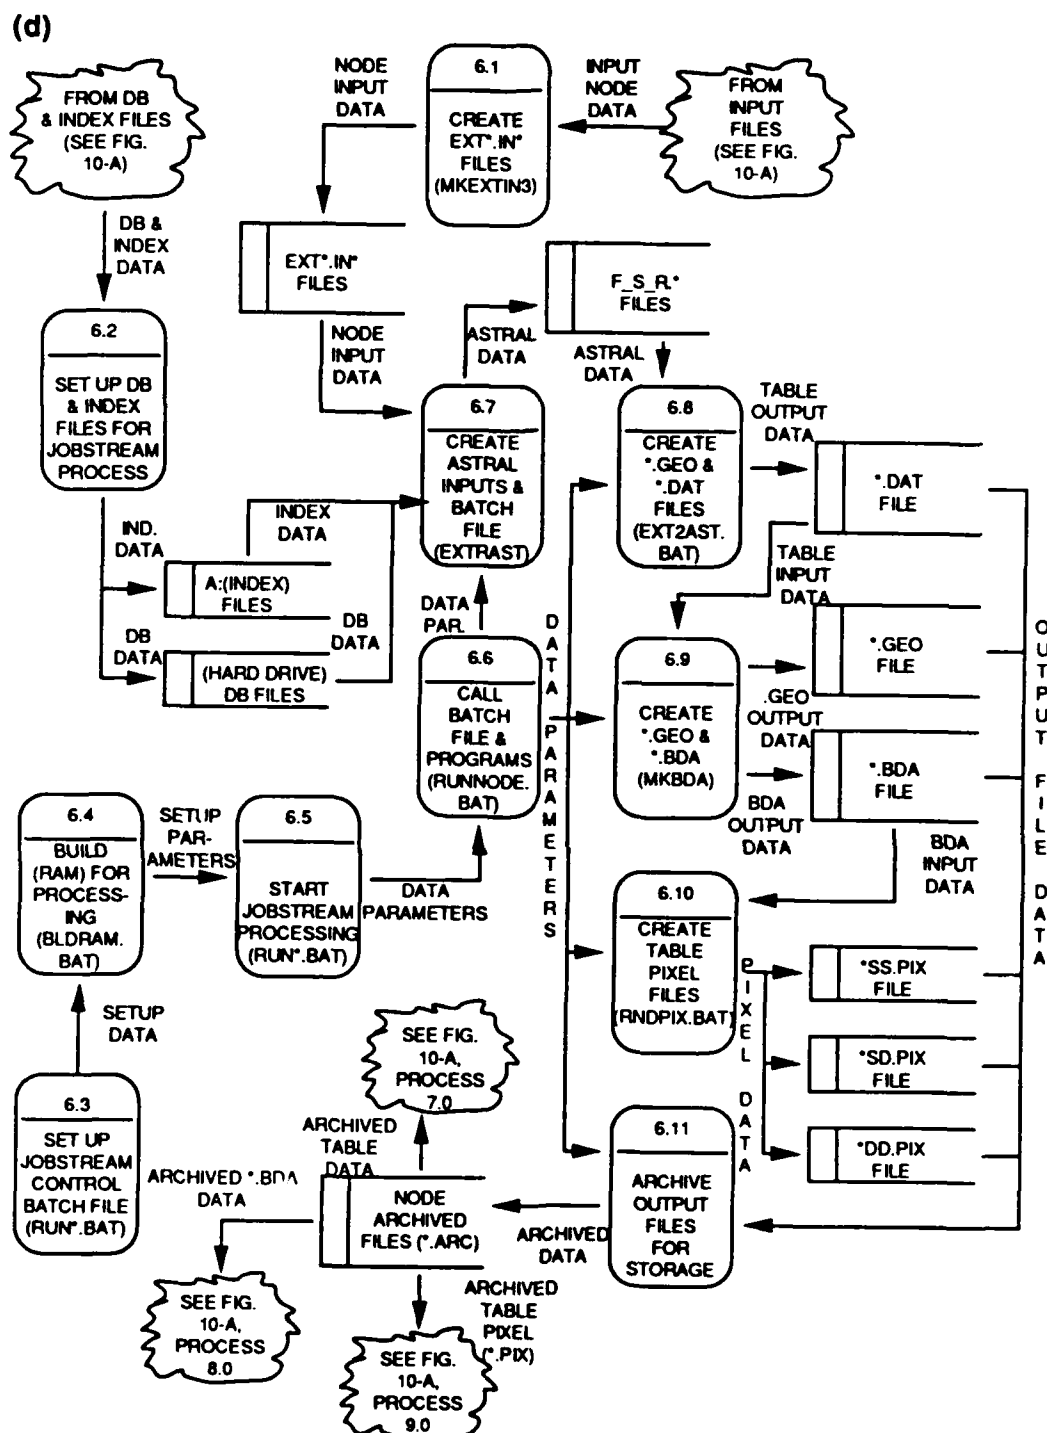 (d)
FROM DB
& INDEX FILES
(SEE FIG.
10-A)
NODE
INPUT
DATA
6.1
CREATE
EXT*.IN*
FILES
(MKEXTIN3)
INPUT
NODE
DATA
FROM
INPUT
FILES
(SEE FIG.
10-A)
DB &
INDEX
DATA
EXT*.IN*
FILES
F_S_R.*
FILES
6.2
SET UP DB
& INDEX
FILES FOR
JOBSTREAM
PROCESS
NODE
INPUT
DATA
ASTRAL
DATA
ASTRAL
DATA
6.7
CREATE
ASTRAL
INPUTS &
BATCH
FILE
(EXTRAST)
6.8
CREATE
*.GEO &
*.DAT
FILES
(EXT2AST.
BAT)
TABLE
OUTPUT
DATA
*.DAT
FILE
IND.
DATA
INDEX
DATA
A:(INDEX)
FILES
DB
DATA
(HARD DRIVE)
DB FILES
DB
DATA
DATA
PAR.
TABLE
INPUT
DATA
*.GEO
FILE
6.6
CALL
BATCH
FILE &
PROGRAMS
(RUNNODE.
BAT)
DATA PARAMETERS
6.9
CREATE
*.GEO &
*.BDA
(MKBDA)
.GEO
OUTPUT
DATA
*.BDA
FILE
BDA
OUTPUT
DATA
BDA
INPUT
DATA
OUTPUT FILE DATA
6.4
BUILD
(RAM) FOR
PROCESS-
ING
(BLDRAM.
BAT)
SETUP
PAR-
AMETERS
6.5
START
JOBSTREAM
PROCESSING
(RUN*.BAT)
DATA
PARAMETERS
6.10
CREATE
TABLE
PIXEL
FILES
(RNDPIX.BAT)
PIXEL DATA
*SS.PIX
FILE
*SD.PIX
FILE
*DD.PIX
FILE
SETUP
DATA
6.3
SET UP
JOBSTREAM
CONTROL
BATCH FILE
(RUN*.BAT)
SEE FIG.
10-A,
PROCESS
7.0
ARCHIVED
TABLE
DATA
6.11
ARCHIVE
OUTPUT
FILES
FOR
STORAGE
ARCHIVED *.BDA
DATA
NODE
ARCHIVED
FILES (*.ARC)
ARCHIVED
DATA
SEE FIG.
10-A,
PROCESS
8.0
ARCHIVED
TABLE
PIXEL
(*.PIX)
SEE FIG.
10-A,
PROCESS
9.0